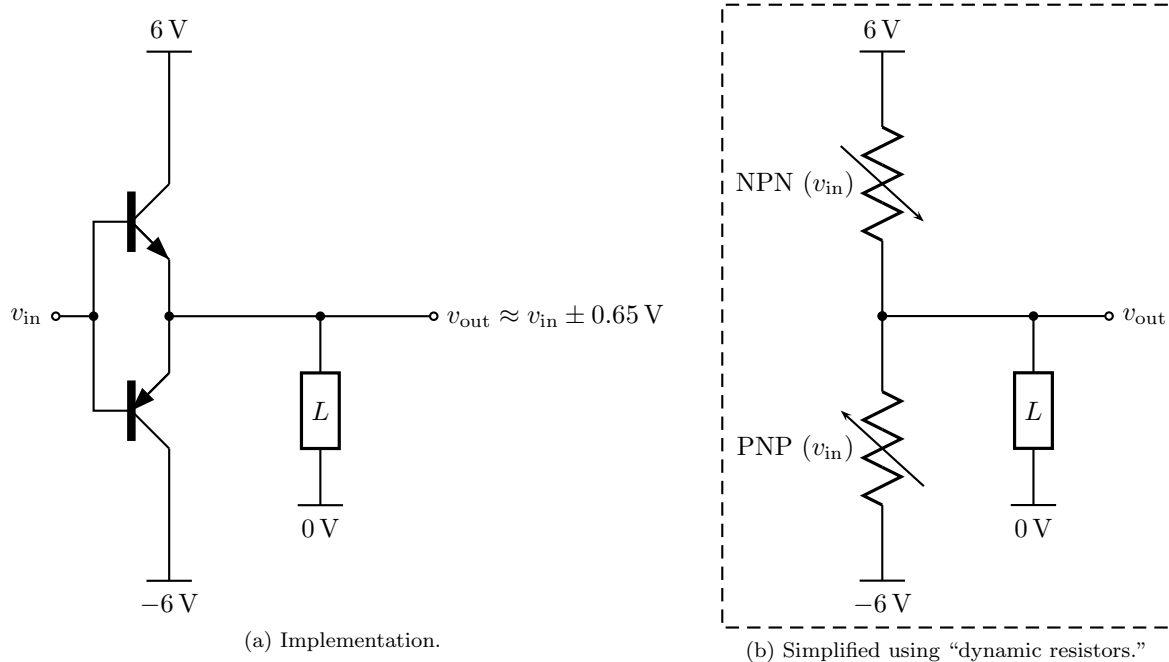 6 V
v_in
v_out ≈ v_in ± 0.65 V
L
0 V
−6 V
(a) Implementation.
6 V
NPN (v_in)
v_out
PNP (v_in)
L
0 V
−6 V
(b) Simplified using “dynamic resistors.”